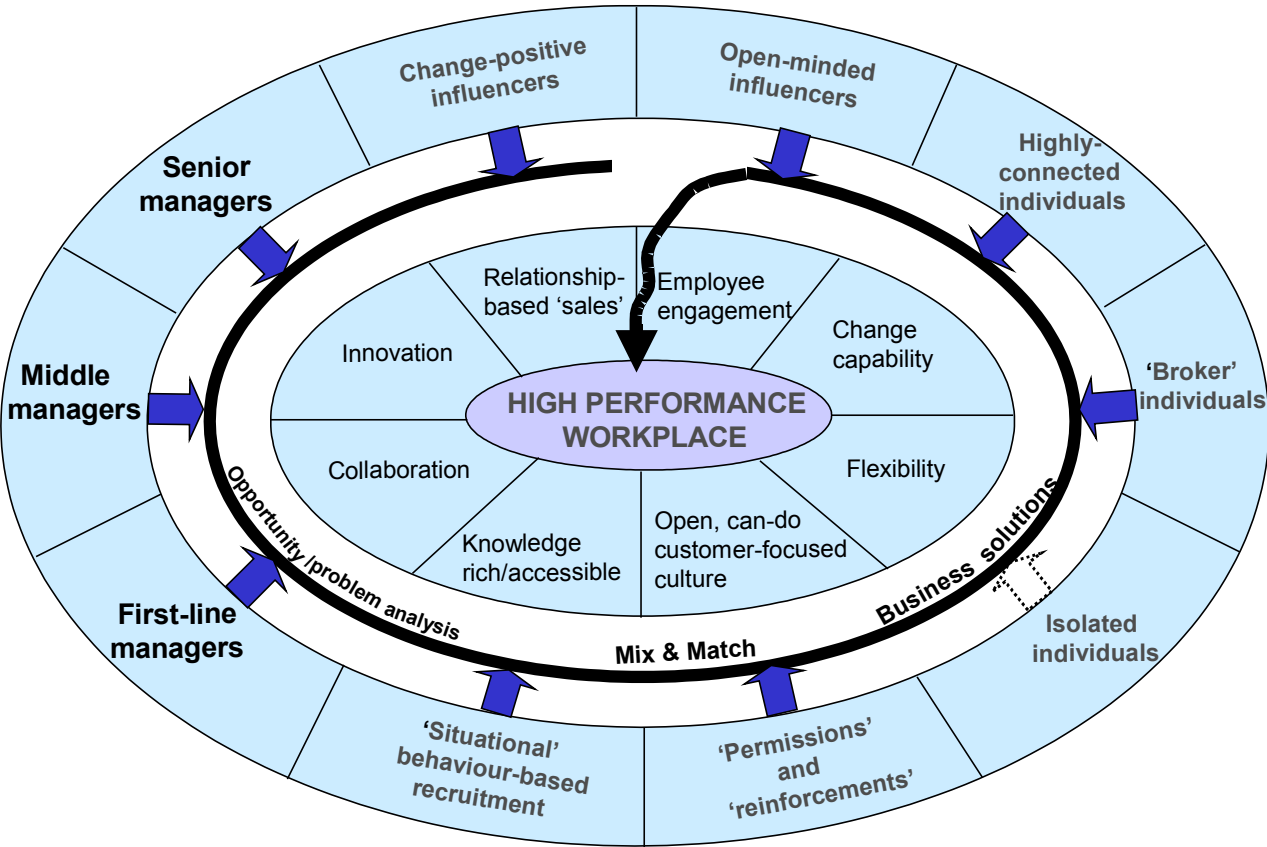 Change-positive
influencers
Open-minded
influencers
Highly-
connected
individuals
‘Broker’
individuals
Isolated
individuals
‘Permissions’
and
‘reinforcements’
‘Situational’
behaviour-based
recruitment
First-line
managers
Middle
managers
Senior
managers
Opportunity/problem analysis
Mix & Match
Business solutions
Relationship-
based ‘sales’
Employee
engagement
Change
capability
Flexibility
Open, can-do
customer-focused
culture
Knowledge
rich/accessible
Collaboration
Innovation
HIGH PERFORMANCE
WORKPLACE